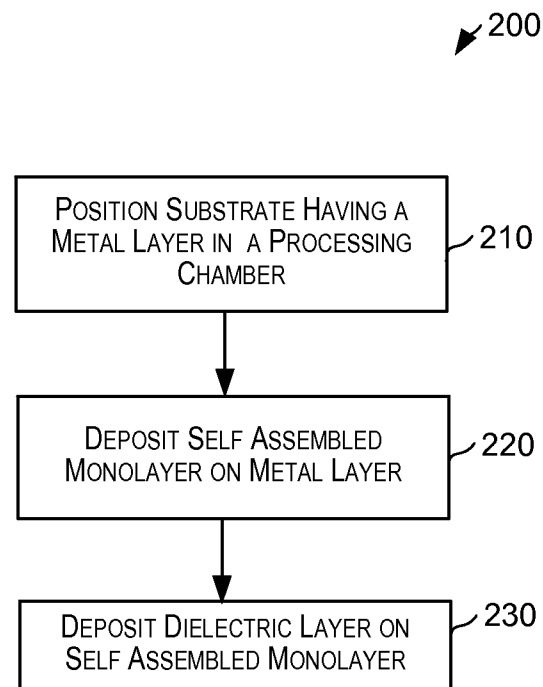 200
POSITION SUBSTRATE HAVING A
METAL LAYER IN A PROCESSING
CHAMBER
210
DEPOSIT SELF ASSEMBLED
MONOLAYER ON METAL LAYER
220
DEPOSIT DIELECTRIC LAYER ON
SELF ASSEMBLED MONOLAYER
230